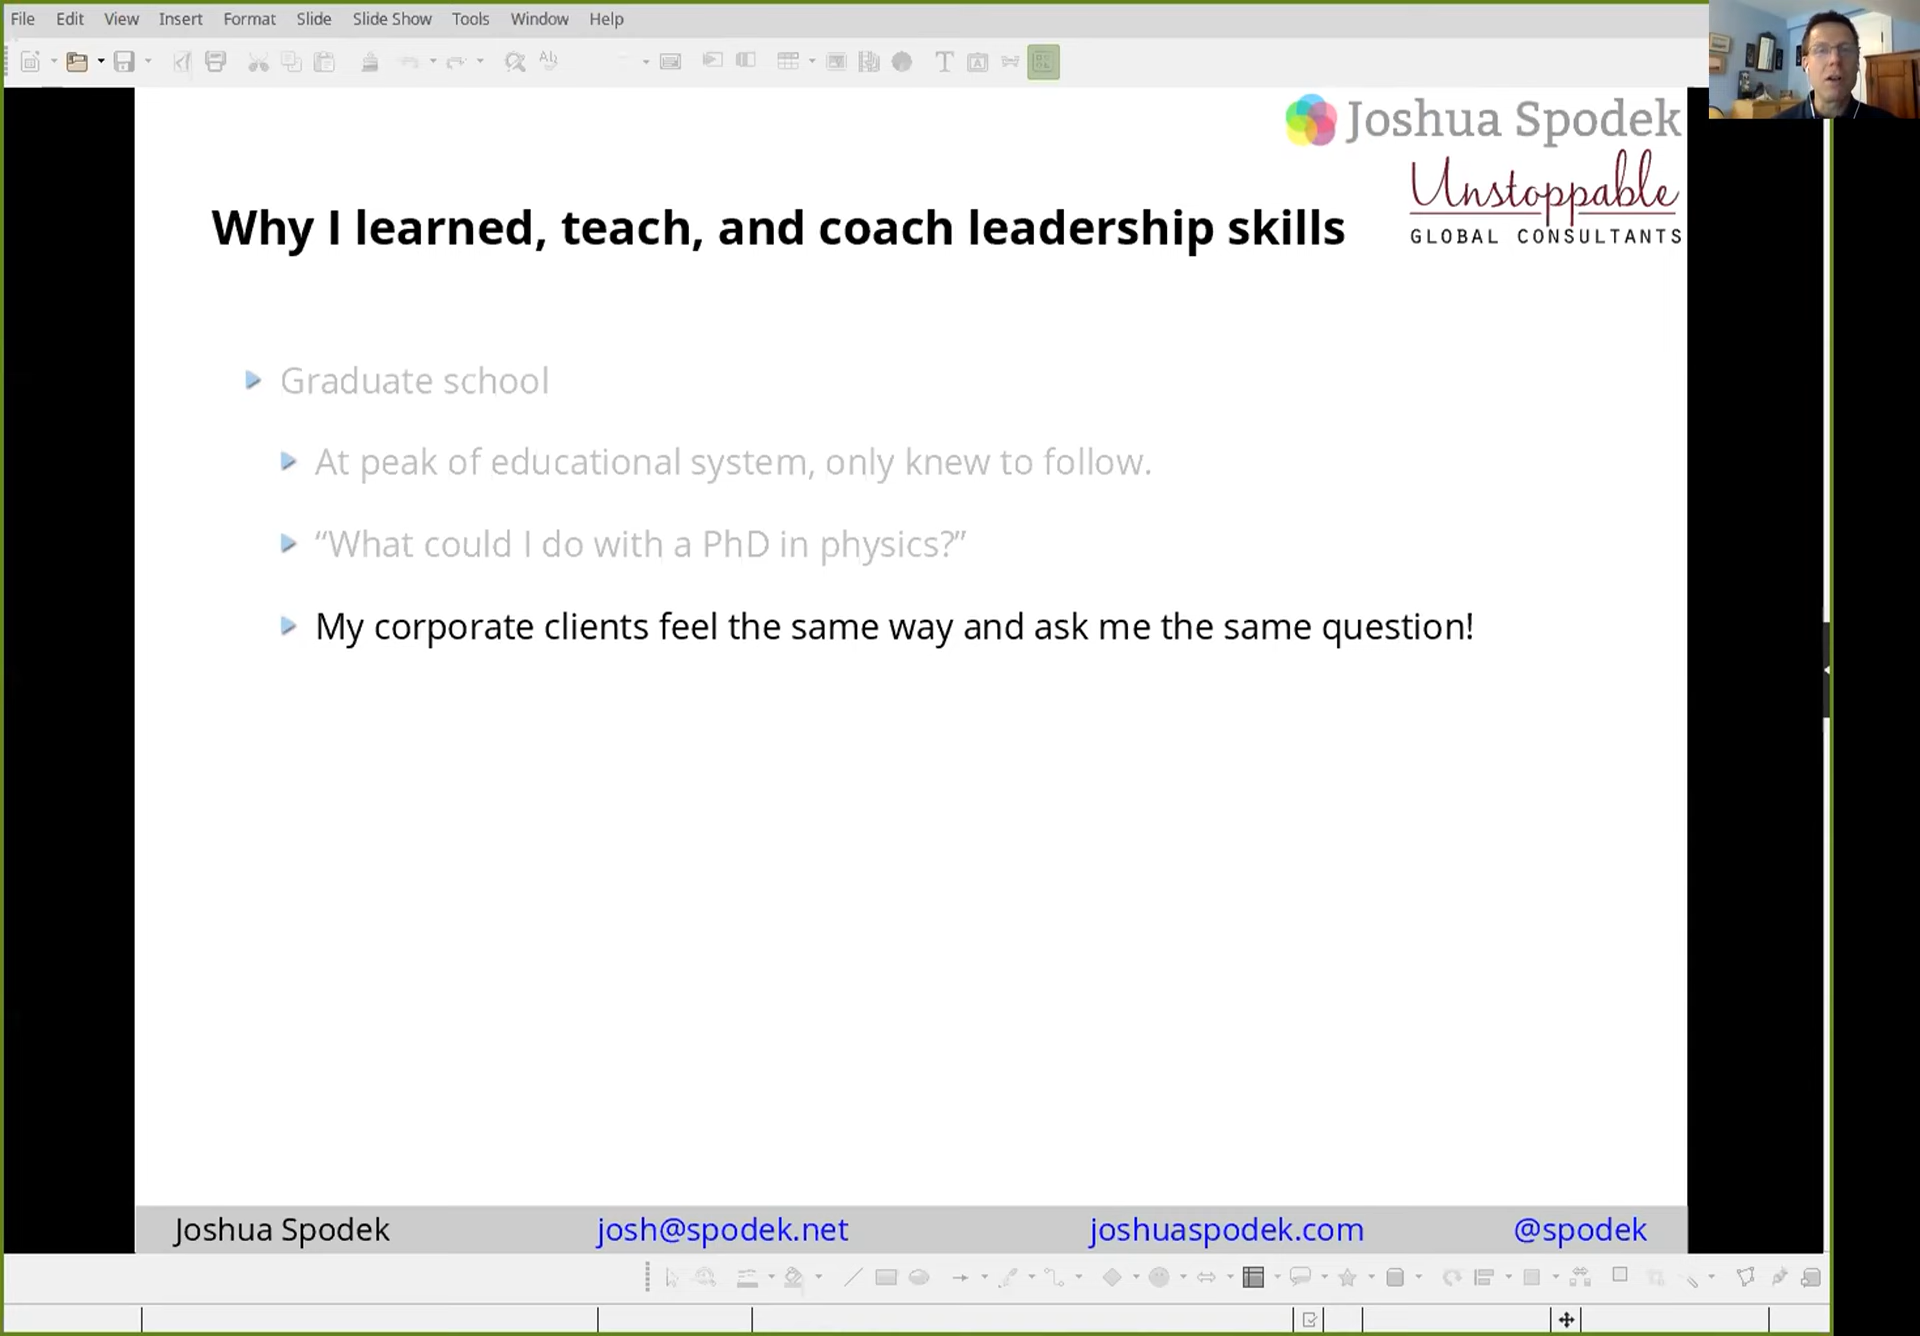 File Edit View Insert Format Slide Slide Show Tools Window Help
Joshua Spodek
Unstoppable
GLOBAL CONSULTANTS
Why I learned, teach, and coach leadership skills
Graduate school
At peak of educational system, only knew to follow.
“What could I do with a PhD in physics?”
My corporate clients feel the same way and ask me the same question!
Joshua Spodek josh@spodek.net joshuaspodek.com @spodek